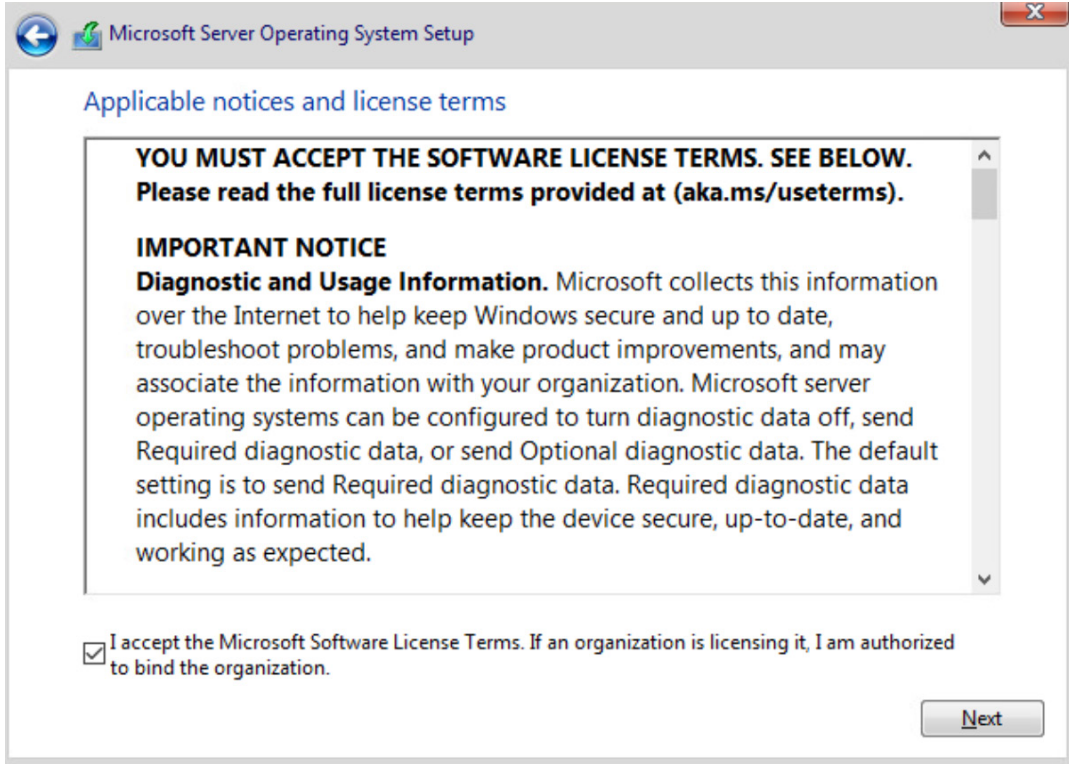 Microsoft Server Operating System Setup
Applicable notices and license terms
YOU MUST ACCEPT THE SOFTWARE LICENSE TERMS. SEE BELOW.
Please read the full license terms provided at (aka.ms/useterms).
IMPORTANT NOTICE
Diagnostic and Usage Information. Microsoft collects this information
over the Internet to help keep Windows secure and up to date,
troubleshoot problems, and make product improvements, and may
associate the information with your organization. Microsoft server
operating systems can be configured to turn diagnostic data off, send
Required diagnostic data, or send Optional diagnostic data. The default
setting is to send Required diagnostic data. Required diagnostic data
includes information to help keep the device secure, up-to-date, and
working as expected.
I accept the Microsoft Software License Terms. If an organization is licensing it, I am authorized
to bind the organization.
Next